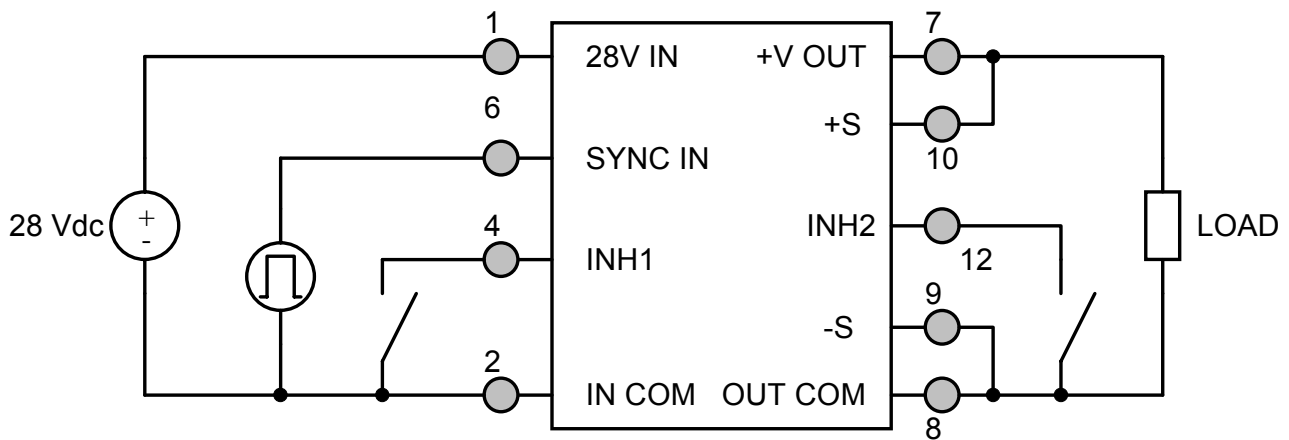 1
7
28V IN
+V OUT
6
+S
10
SYNC IN
28 Vdc
+
-
4
INH2
12
LOAD
INH1
9
-S
2
IN COM
OUT COM
8